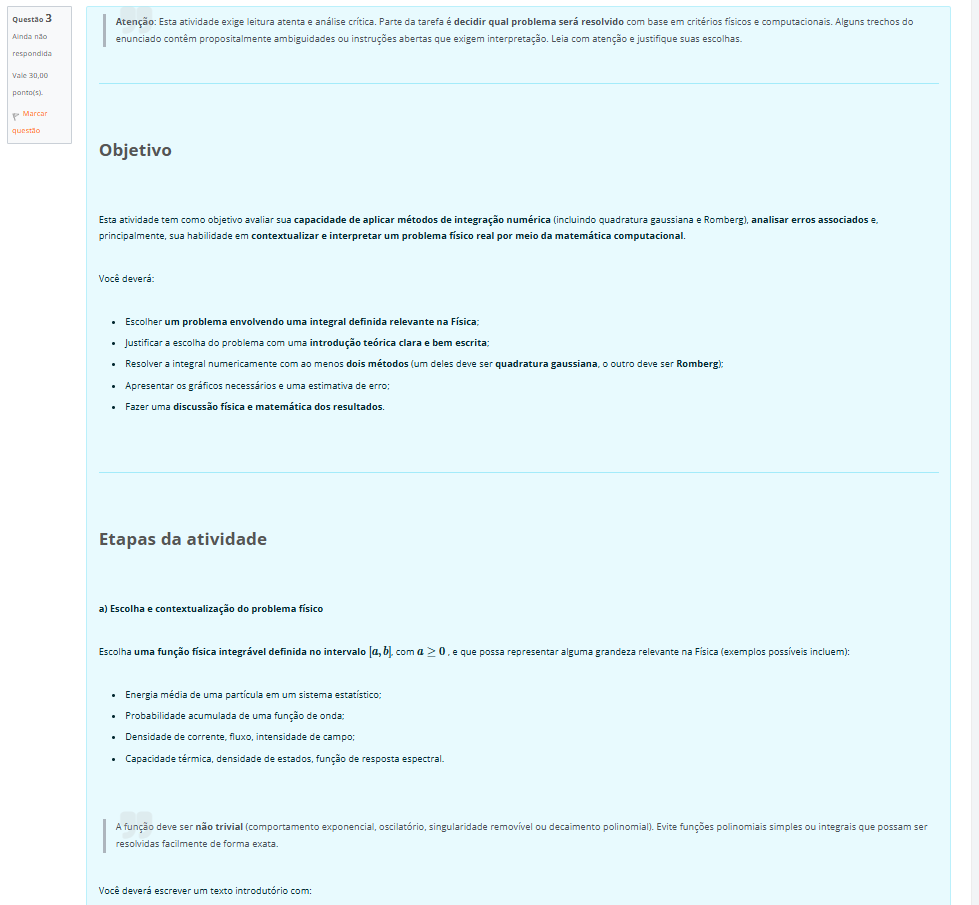 Questão 3
Ainda não
respondida
Vale 30,00
ponto(s).
Marcar
questão
Atenção: Esta atividade exige leitura atenta e análise crítica. Parte da tarefa é decidir qual problema será resolvido com base em critérios físicos e computacionais. Alguns trechos do
enunciado contêm propositalmente ambiguidades ou instruções abertas que exigem interpretação. Leia com atenção e justifique suas escolhas.
Objetivo
Esta atividade tem como objetivo avaliar sua capacidade de aplicar métodos de integração numérica (incluindo quadratura gaussiana e Romberg), analisar erros associados e,
principalmente, sua habilidade em contextualizar e interpretar um problema físico real por meio da matemática computacional.
Você deverá:
• Escolher um problema envolvendo uma integral definida relevante na Física;
• Justificar a escolha do problema com uma introdução teórica clara e bem escrita;
• Resolver a integral numericamente com ao menos dois métodos (um deles deve ser quadratura gaussiana, o outro deve ser Romberg);
• Apresentar os gráficos necessários e uma estimativa de erro;
• Fazer uma discussão física e matemática dos resultados.
Etapas da atividade
a) Escolha e contextualização do problema físico
Escolha uma função física integrável definida no intervalo [a, b], com a ≥ 0 , e que possa representar alguma grandeza relevante na Física (exemplos possíveis incluem):
• Energia média de uma partícula em um sistema estatístico;
• Probabilidade acumulada de uma função de onda;
• Densidade de corrente, fluxo, intensidade de campo;
• Capacidade térmica, densidade de estados, função de resposta espectral.
A função deve ser não trivial (comportamento exponencial, oscilatório, singularidade removível ou decaimento polinomial). Evite funções polinomiais simples ou integrais que possam ser
resolvidas facilmente de forma exata.
Você deverá escrever um texto introdutório com: